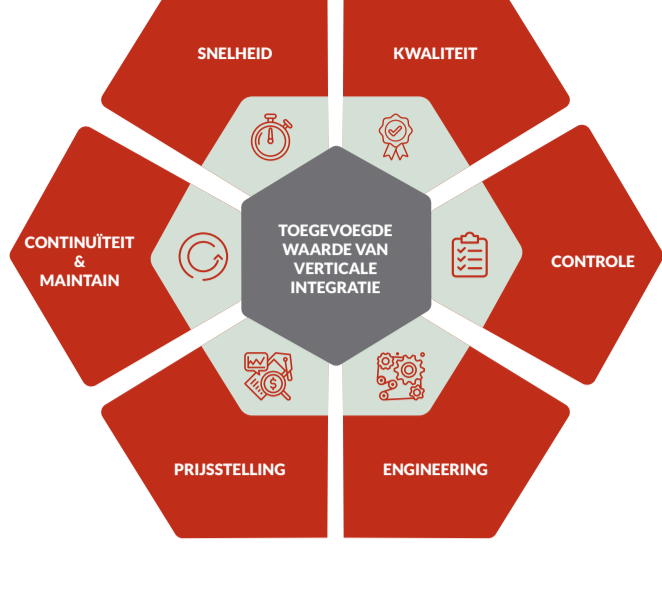 SNELHEID
KWALITEIT
CONTINUÏTEIT
&
MAINTAIN
TOEGEVOEGDE
WAARDE VAN
VERTICALE
INTEGRATIE
CONTROLE
$
PRIJSSTELLING
ENGINEERING